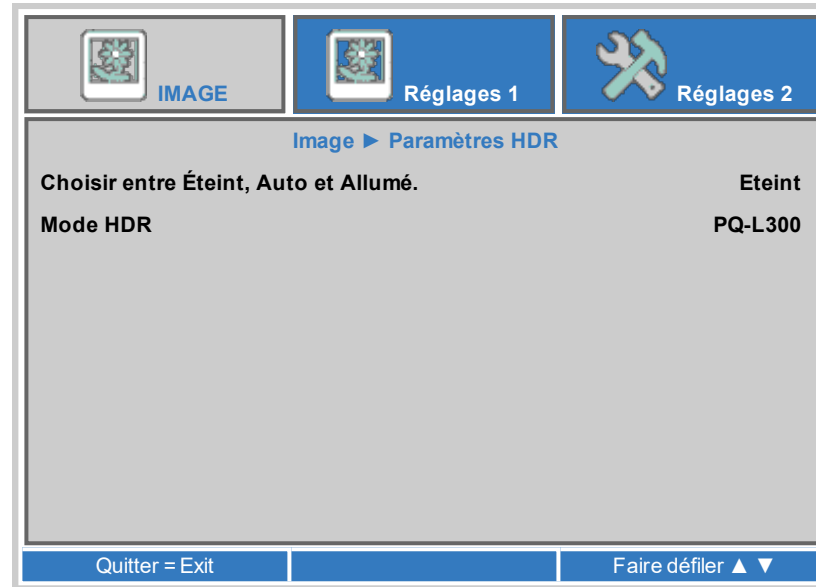 IMAGE
Réglages 1
Réglages 2
Image ► Paramètres HDR
Choisir entre Éteint, Auto et Allumé. Eteint
Mode HDR PQ-L300
Quitter = Exit
Faire défiler ▲ ▼